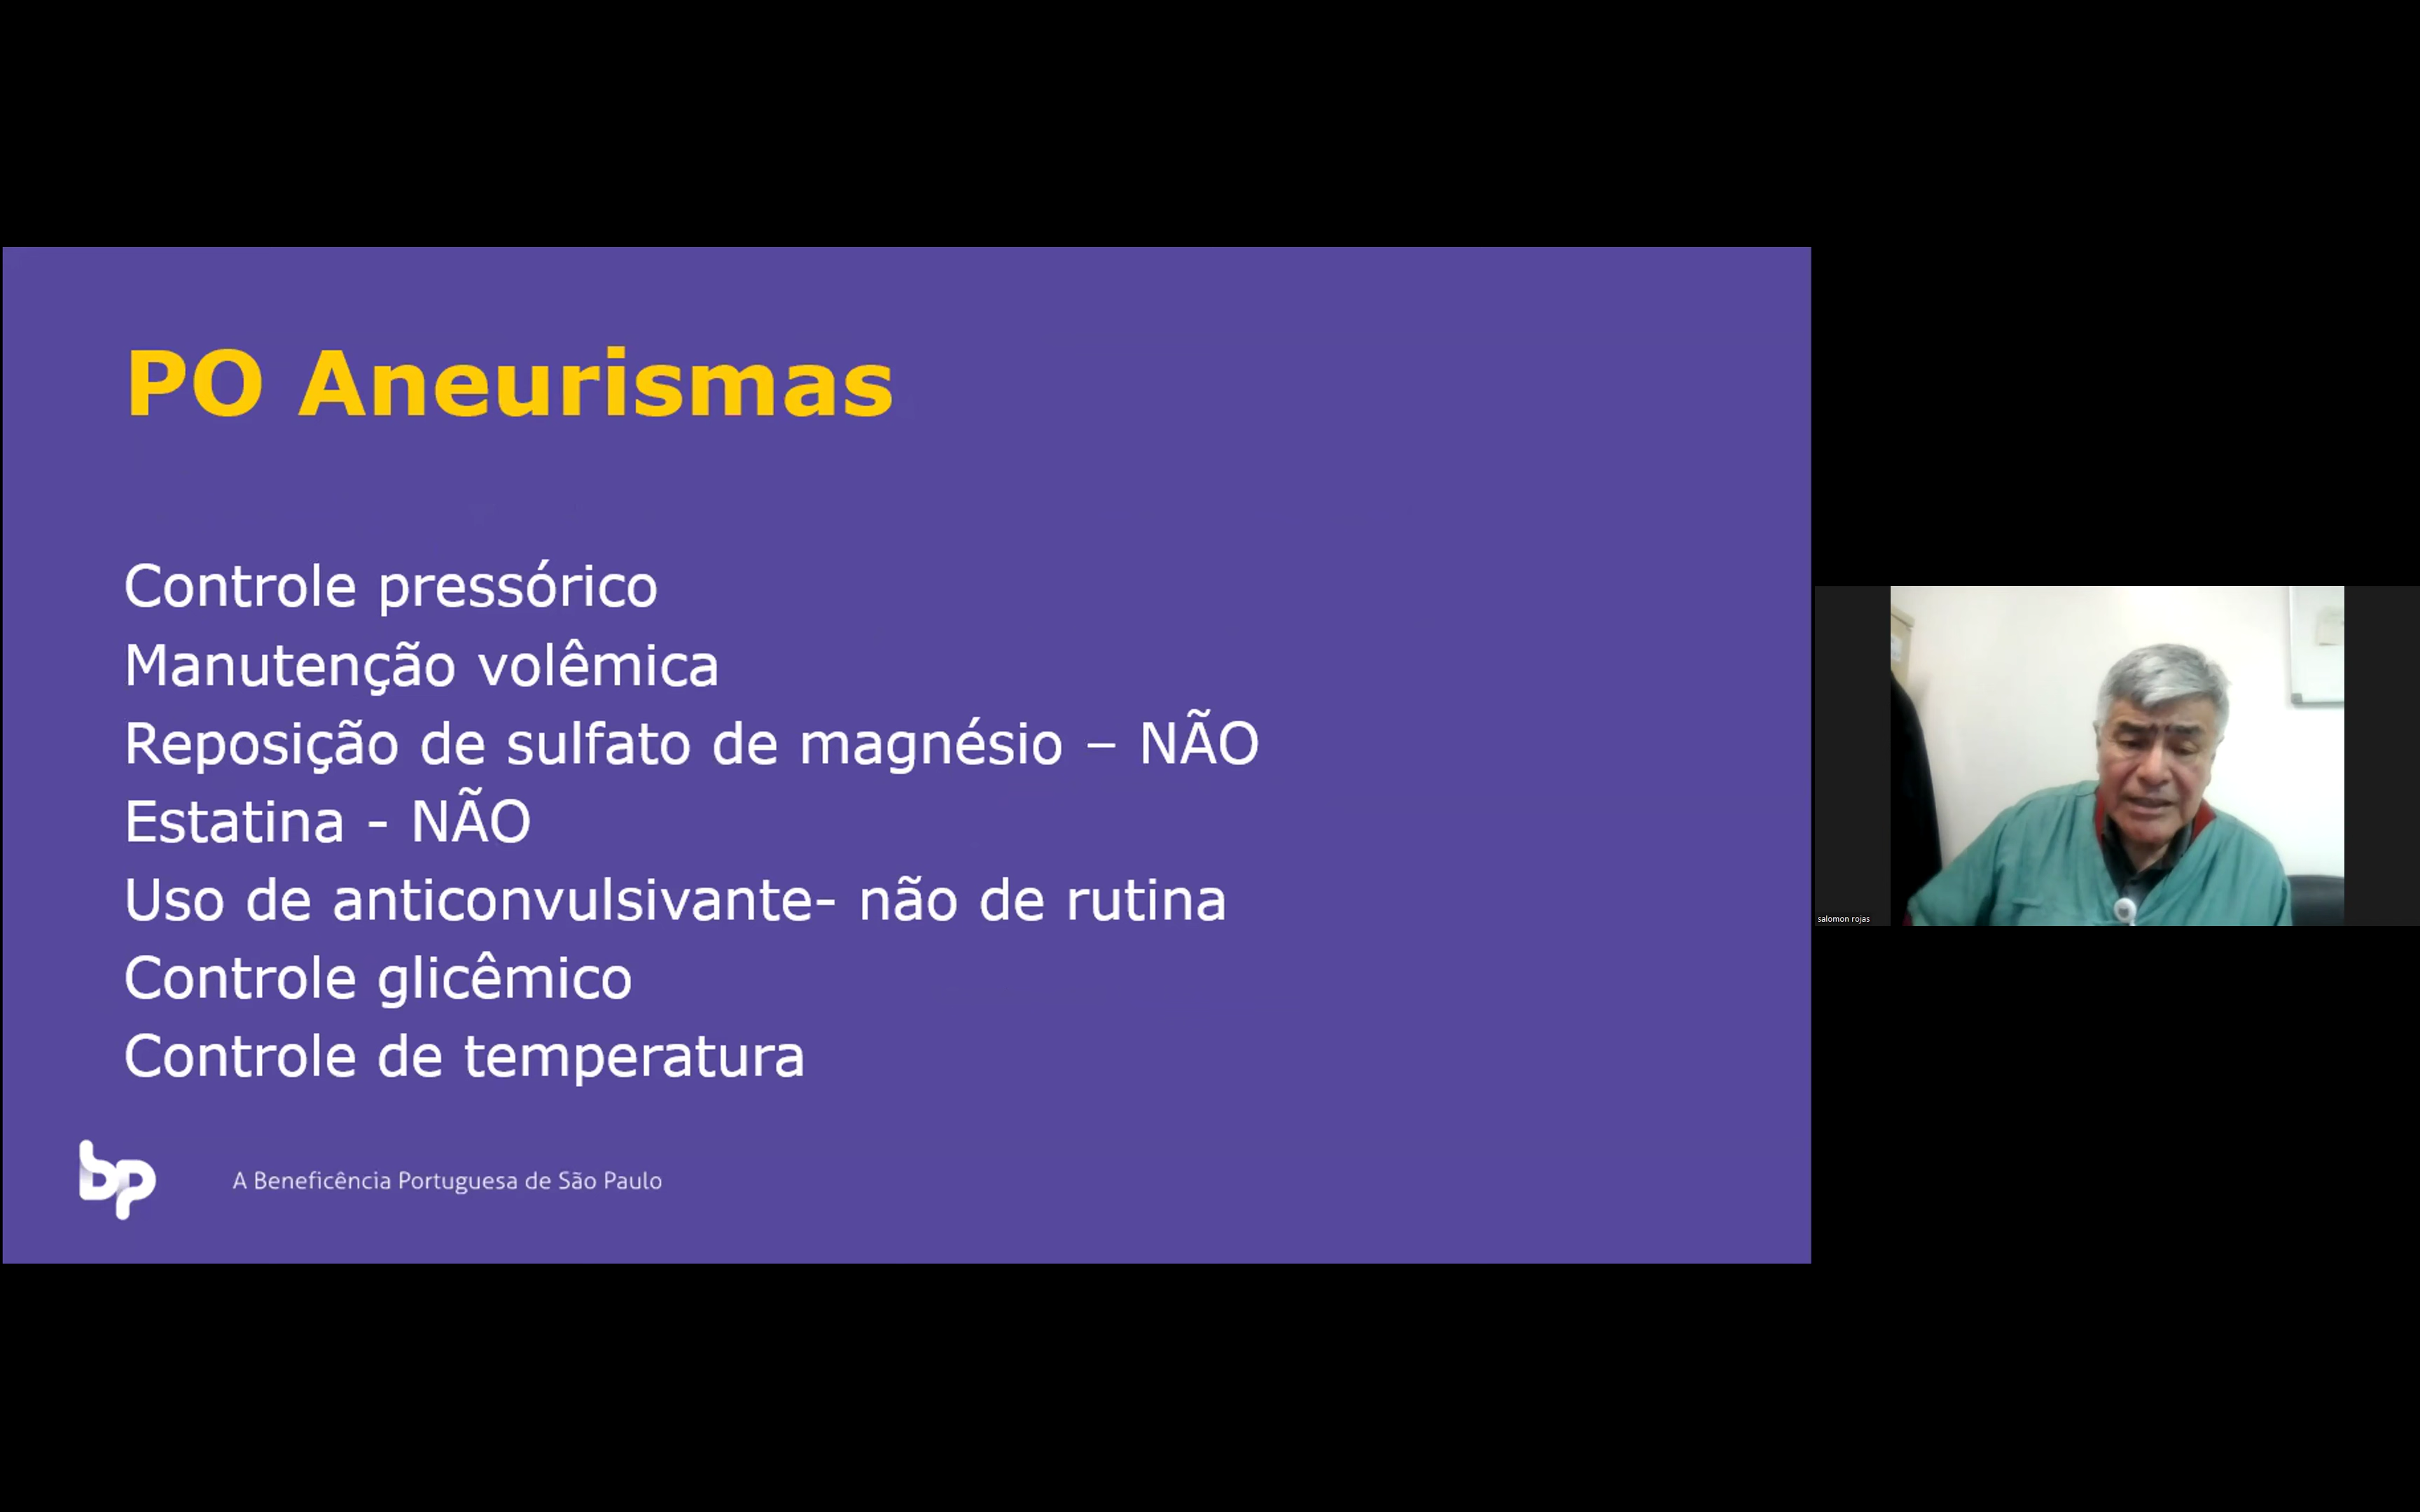 PO Aneurismas
Controle pressórico
Manutenção volêmica
Reposição de sulfato de magnésio – NÃO
Estatina - NÃO
Uso de anticonvulsivante- não de rutina
Controle glicêmico
Controle de temperatura
bp
A Beneficência Portuguesa de São Paulo
salomon rojas